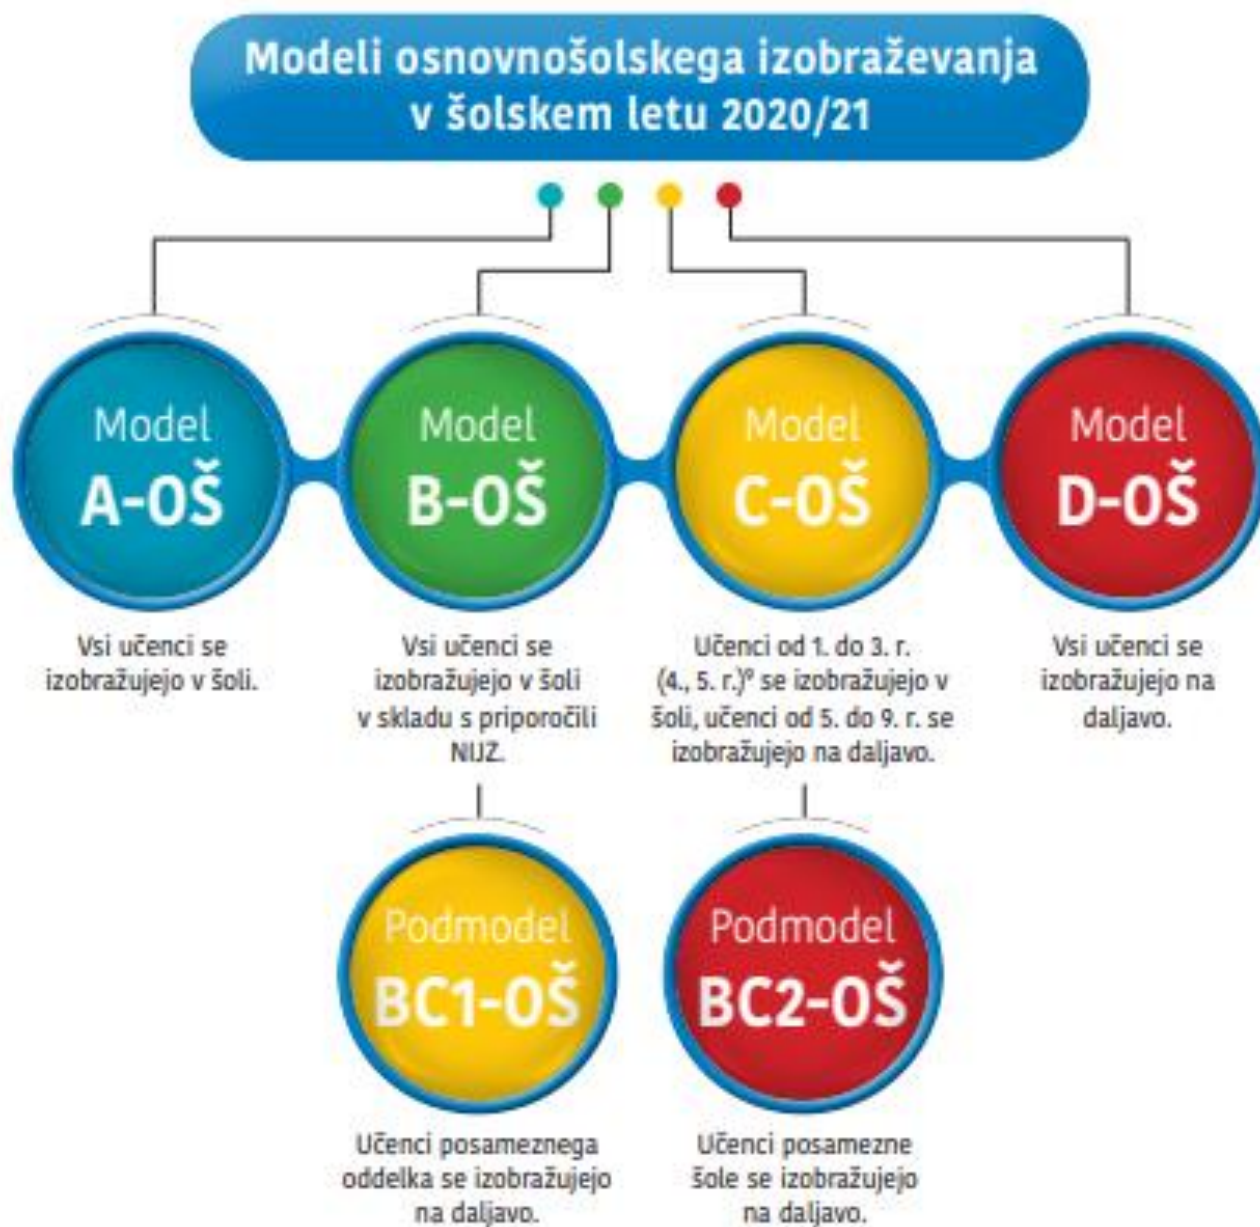 Modeli osnovnošolskega izobraževanja
v šolskem letu 2020/21
Model
A-OŠ
Vsi učenci se
izobražujejo v šoli.
Model
B-OŠ
Vsi učenci se
izobražujejo v šoli
v skladu s priporočili
NIJZ.
Model
C-OŠ
Učenci od 1. do 3. r.
(4., 5. r.)⁹ se izobražujejo v
šoli, učenci od 5. do 9. r. se
izobražujejo na daljavo.
Model
D-OŠ
Vsi učenci se
izobražujejo na
daljavo.
Podmodel
BC1-OŠ
Učenci posameznega
oddelka se izobražujejo
na daljavo.
Podmodel
BC2-OŠ
Učenci posamezne
šole se izobražujejo
na daljavo.